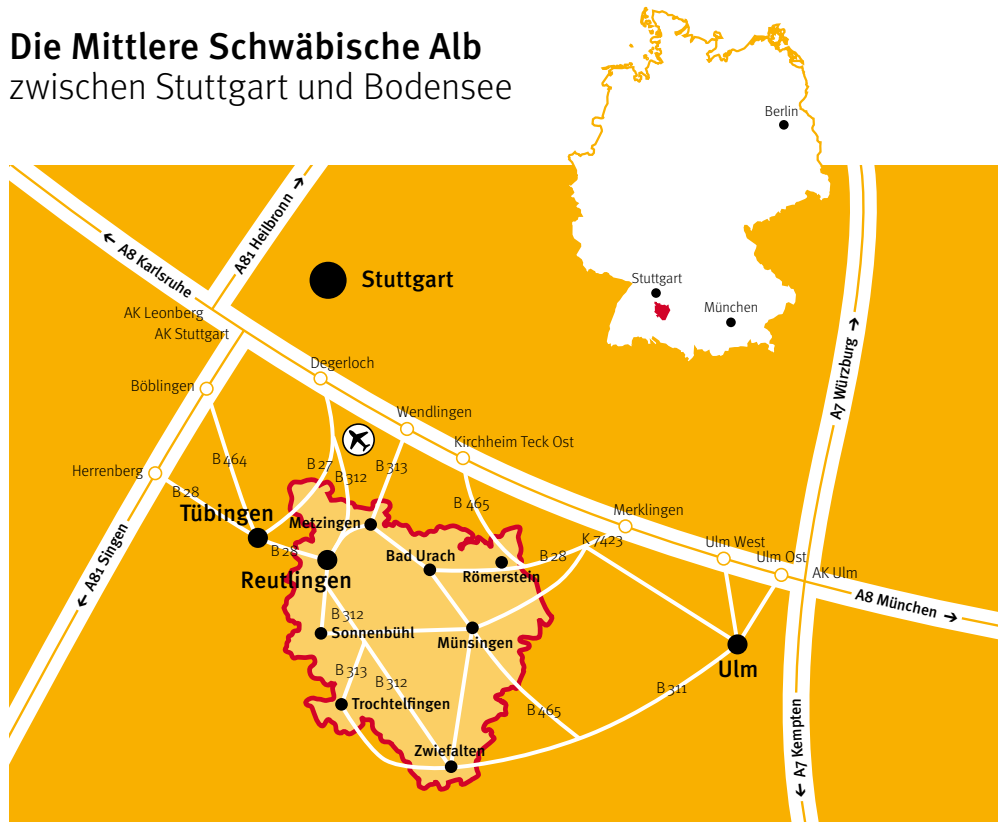 Die Mittlere Schwäbische Alb
zwischen Stuttgart und Bodensee
Berlin
Stuttgart
München
← A8 Karlsruhe
A81 Heilbronn →
Stuttgart
AK Leonberg
AK Stuttgart
A7 Würzburg →
Degerloch
Böblingen
Wendlingen
Kirchheim Teck Ost
Herrenberg
B 464
B 27
B 312
B 313
B 28
B 465
Tübingen
Metzingen
Merklingen
B 28
Bad Urach
B 28
K 7423
Ulm West
Ulm Ost
AK Ulm
Reutlingen
Römerstein
← A81 Singen
A8 München →
B 312
Sonnenbühl
Münsingen
Ulm
B 313
B 312
B 311
Trochtelfingen
B 465
Zwiefalten
← A7 Kempten